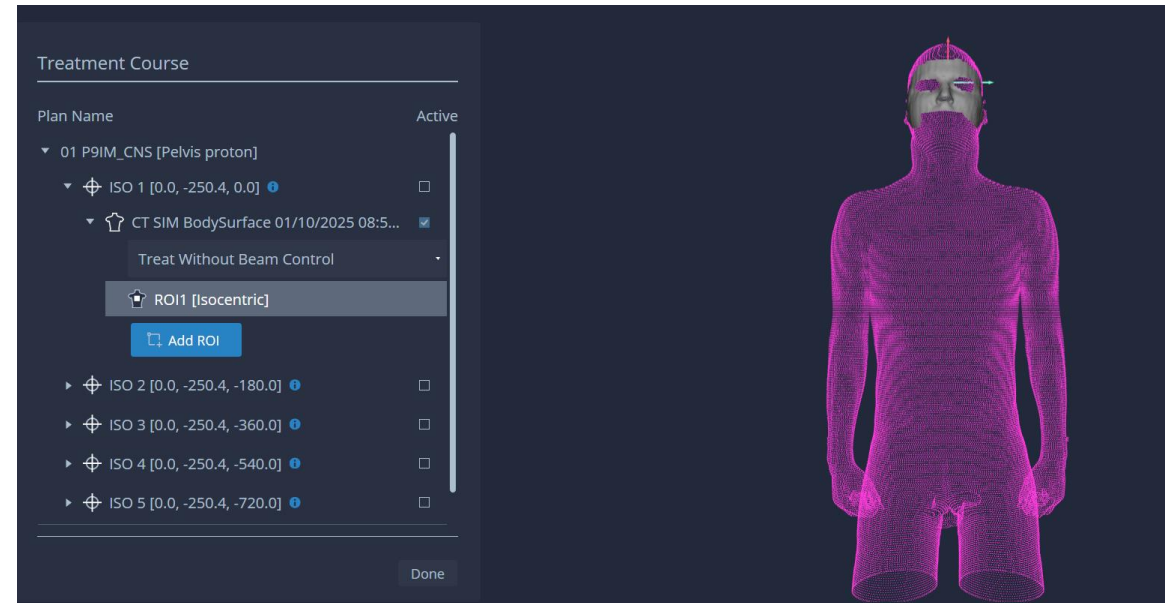 Treatment Course
Plan Name Active
01 P9IM_CNS [Pelvis proton]
ISO 1 [0.0, -250.4, 0.0]
CT SIM BodySurface 01/10/2025 08:5...
Treat Without Beam Control
ROI1 [Isocentric]
Add ROI
ISO 2 [0.0, -250.4, -180.0]
ISO 3 [0.0, -250.4, -360.0]
ISO 4 [0.0, -250.4, -540.0]
ISO 5 [0.0, -250.4, -720.0]
Done